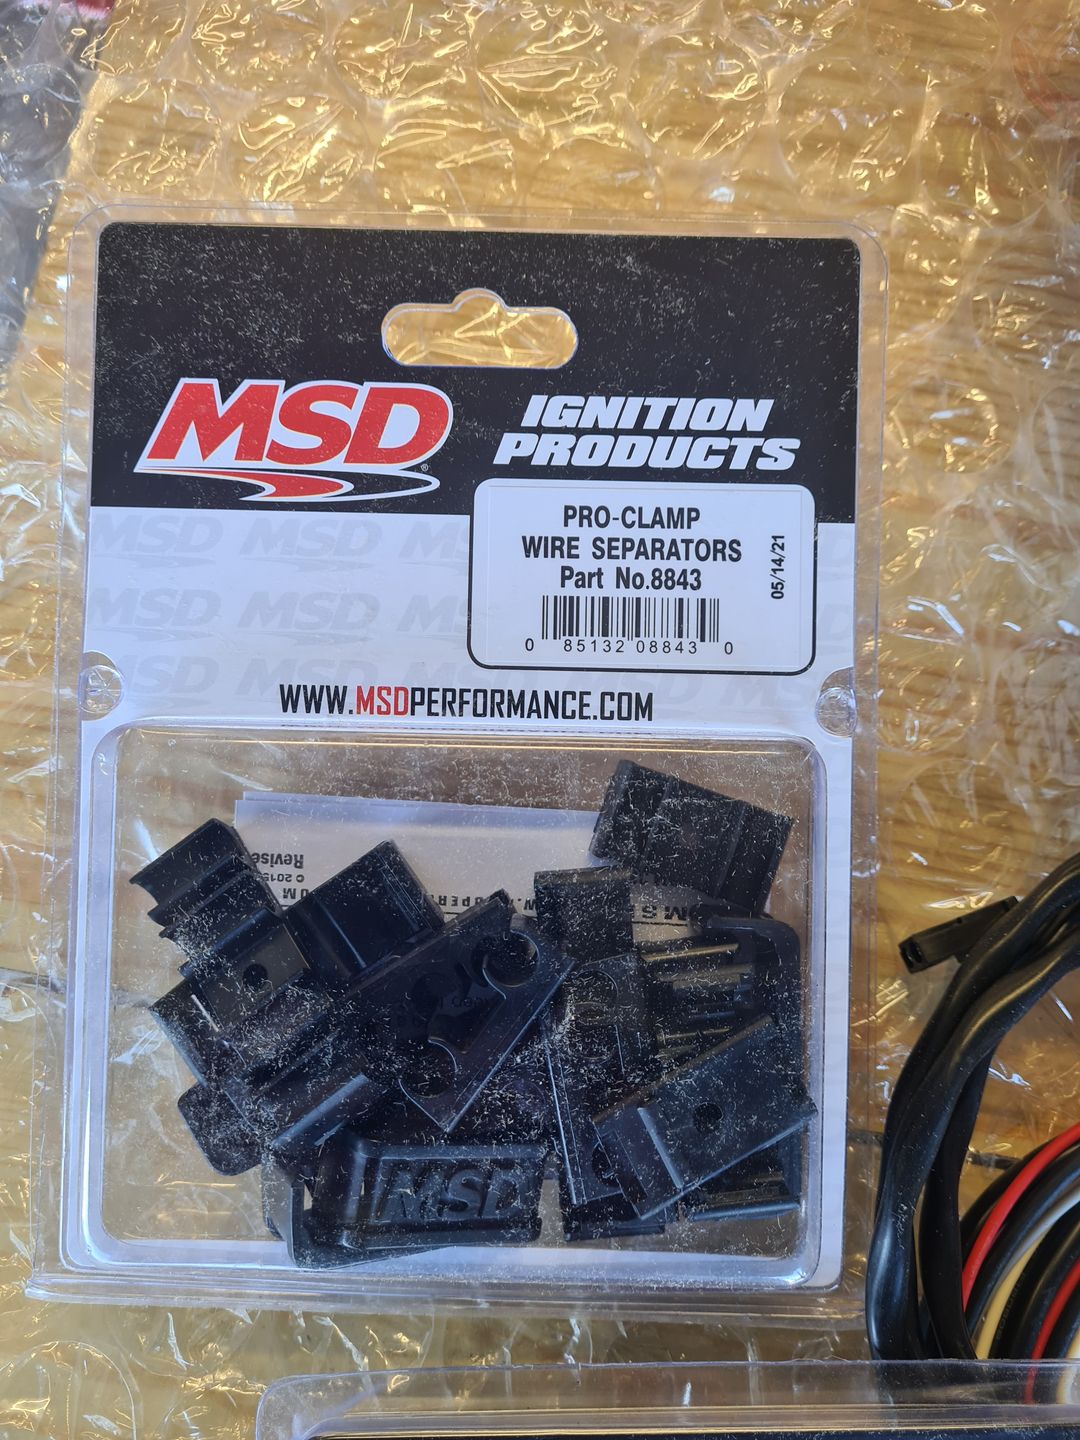 MSD
IGNITION
PRODUCTS
PRO-CLAMP
WIRE SEPARATORS
Part No.8843
05/14/21
0 85132 08843 0
WWW.MSDPERFORMANCE.COM
Revise
MSD